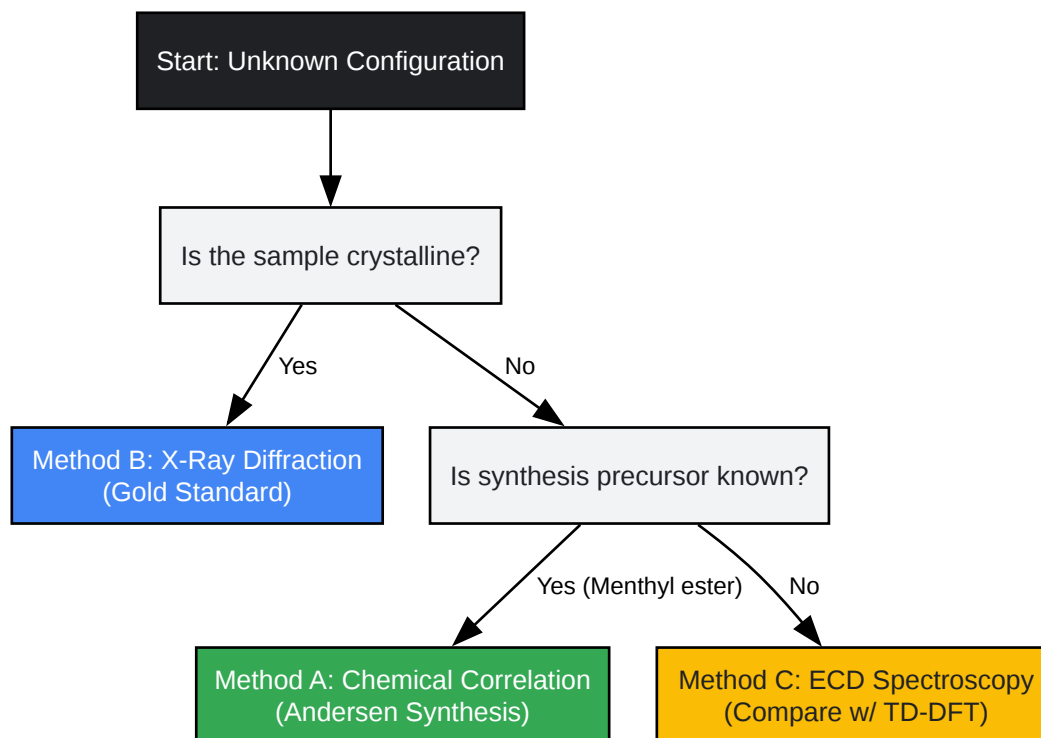 Start: Unknown Configuration
Is the sample crystalline?
Yes
No
Method B: X-Ray Diffraction
(Gold Standard)
Is synthesis precursor known?
Yes (Menthyl ester)
No
Method A: Chemical Correlation
(Andersen Synthesis)
Method C: ECD Spectroscopy
(Compare w/ TD-DFT)